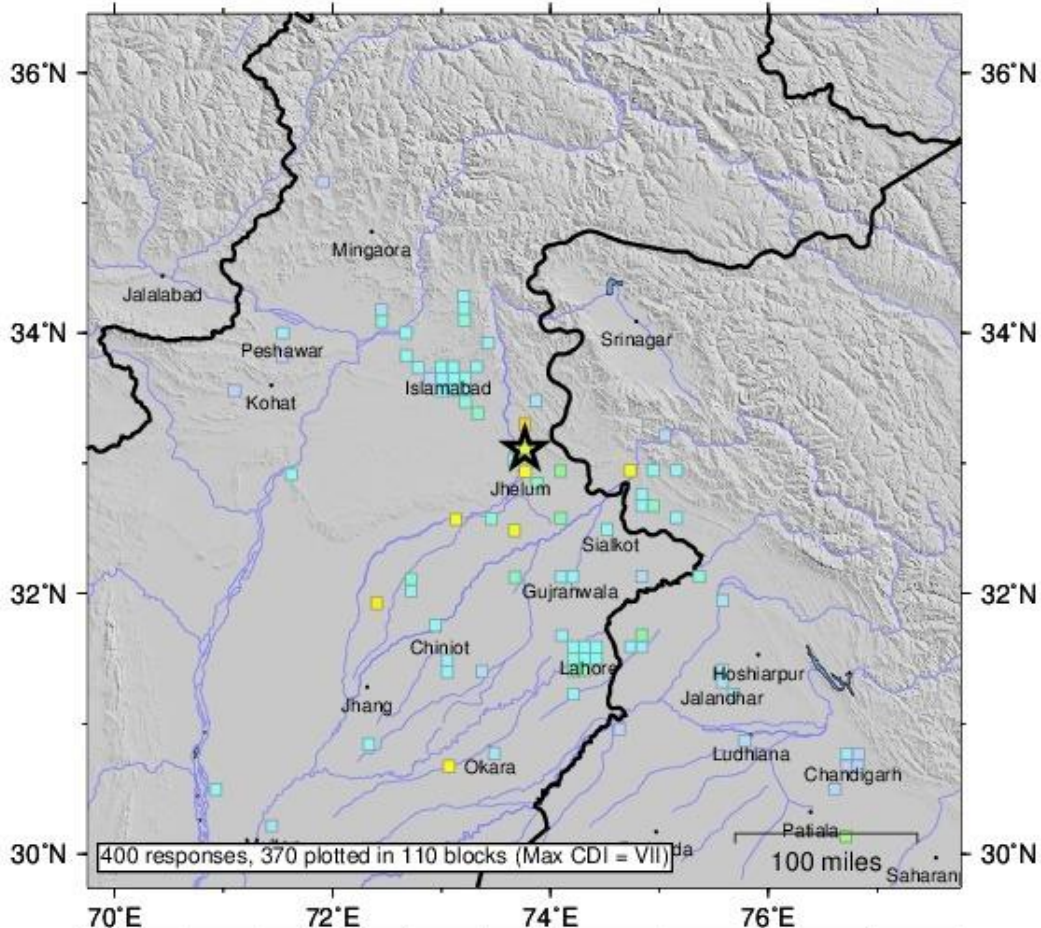 36°N 36°N
Mingaora
Jalalabad
34°N 34°N
Srinagar
Peshawar
Islamabad
Kohat
Jhelum
Sialkot
32°N 32°N
Gujranwala
Chiniot
Lahore
Hoshiarpur
Jalandhar
Jhang
Ludhiana
Okara
Chandigarh
Patiala
400 responses, 370 plotted in 110 blocks (Max CDI = VII)
30°N 30°N
100 miles
Saharanp
70°E 72°E 74°E 76°E